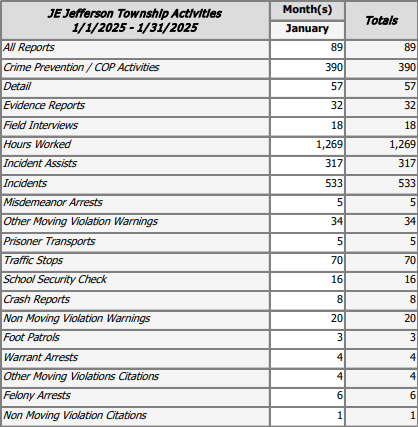 JE Jefferson Township Activities Month(s) Totals
1/1/2025 - 1/31/2025 January
All Reports 89 89
Crime Prevention / COP Activities 390 390
Detail 57 57
Evidence Reports 32 32
Field Interviews 18 18
Hours Worked 1,269 1,269
Incident Assists 317 317
Incidents 533 533
Misdemeanor Arrests 5 5
Other Moving Violation Warnings 34 34
Prisoner Transports 5 5
Traffic Stops 70 70
School Security Check 16 16
Crash Reports 8 8
Non Moving Violation Warnings 20 20
Foot Patrols 3 3
Warrant Arrests 4 4
Other Moving Violations Citations 4 4
Felony Arrests 6 6
Non Moving Violation Citations 1 1